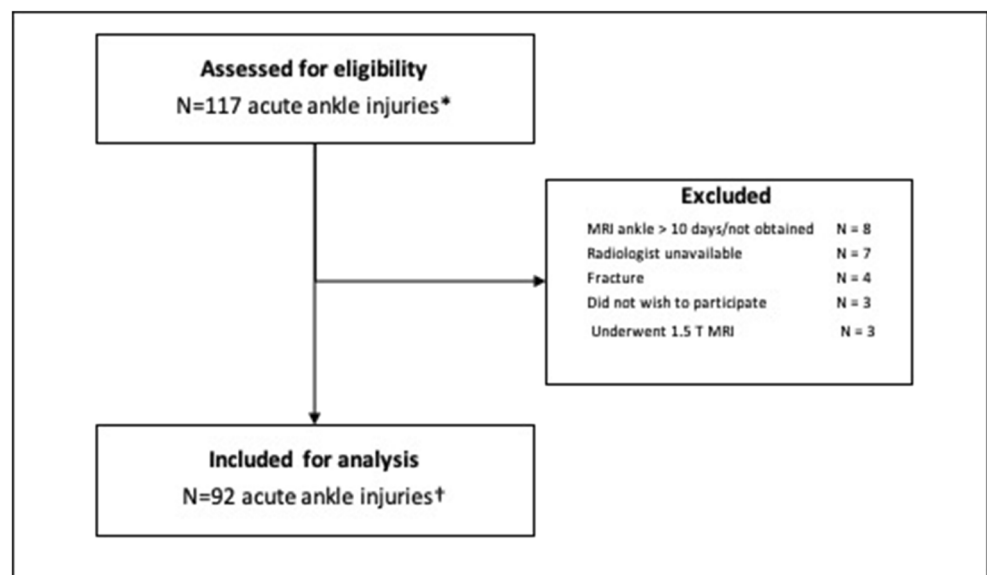 Assessed for eligibility
N=117 acute ankle injuries*
Excluded
MRI ankle > 10 days/not obtained N = 8
Radiologist unavailable N = 7
Fracture N = 4
Did not wish to participate N = 3
Underwent 1.5 T MRI N = 3
Included for analysis
N=92 acute ankle injuries†